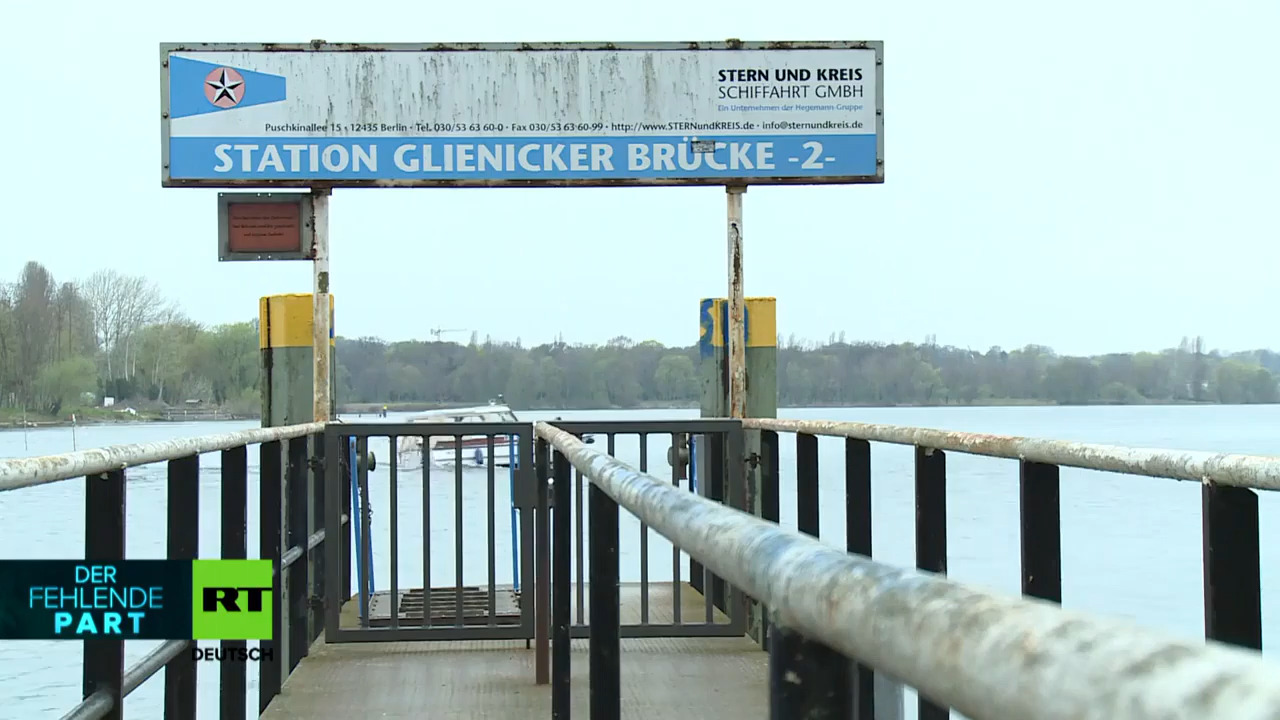 STERN UND KREIS
SCHIFFAHRT GMBH
Ein Unternehmen der Hegemann-Gruppe
Puschkinallee 15 · 12435 Berlin · Tel. 030/53 63 60-0 · Fax 030/53 63 60-99 · http://www.STERNundKREIS.de · info@sternundkreis.de
STATION GLIENICKER BRÜCKE -2-
DER
FEHLENDE
PART
RT
DEUTSCH